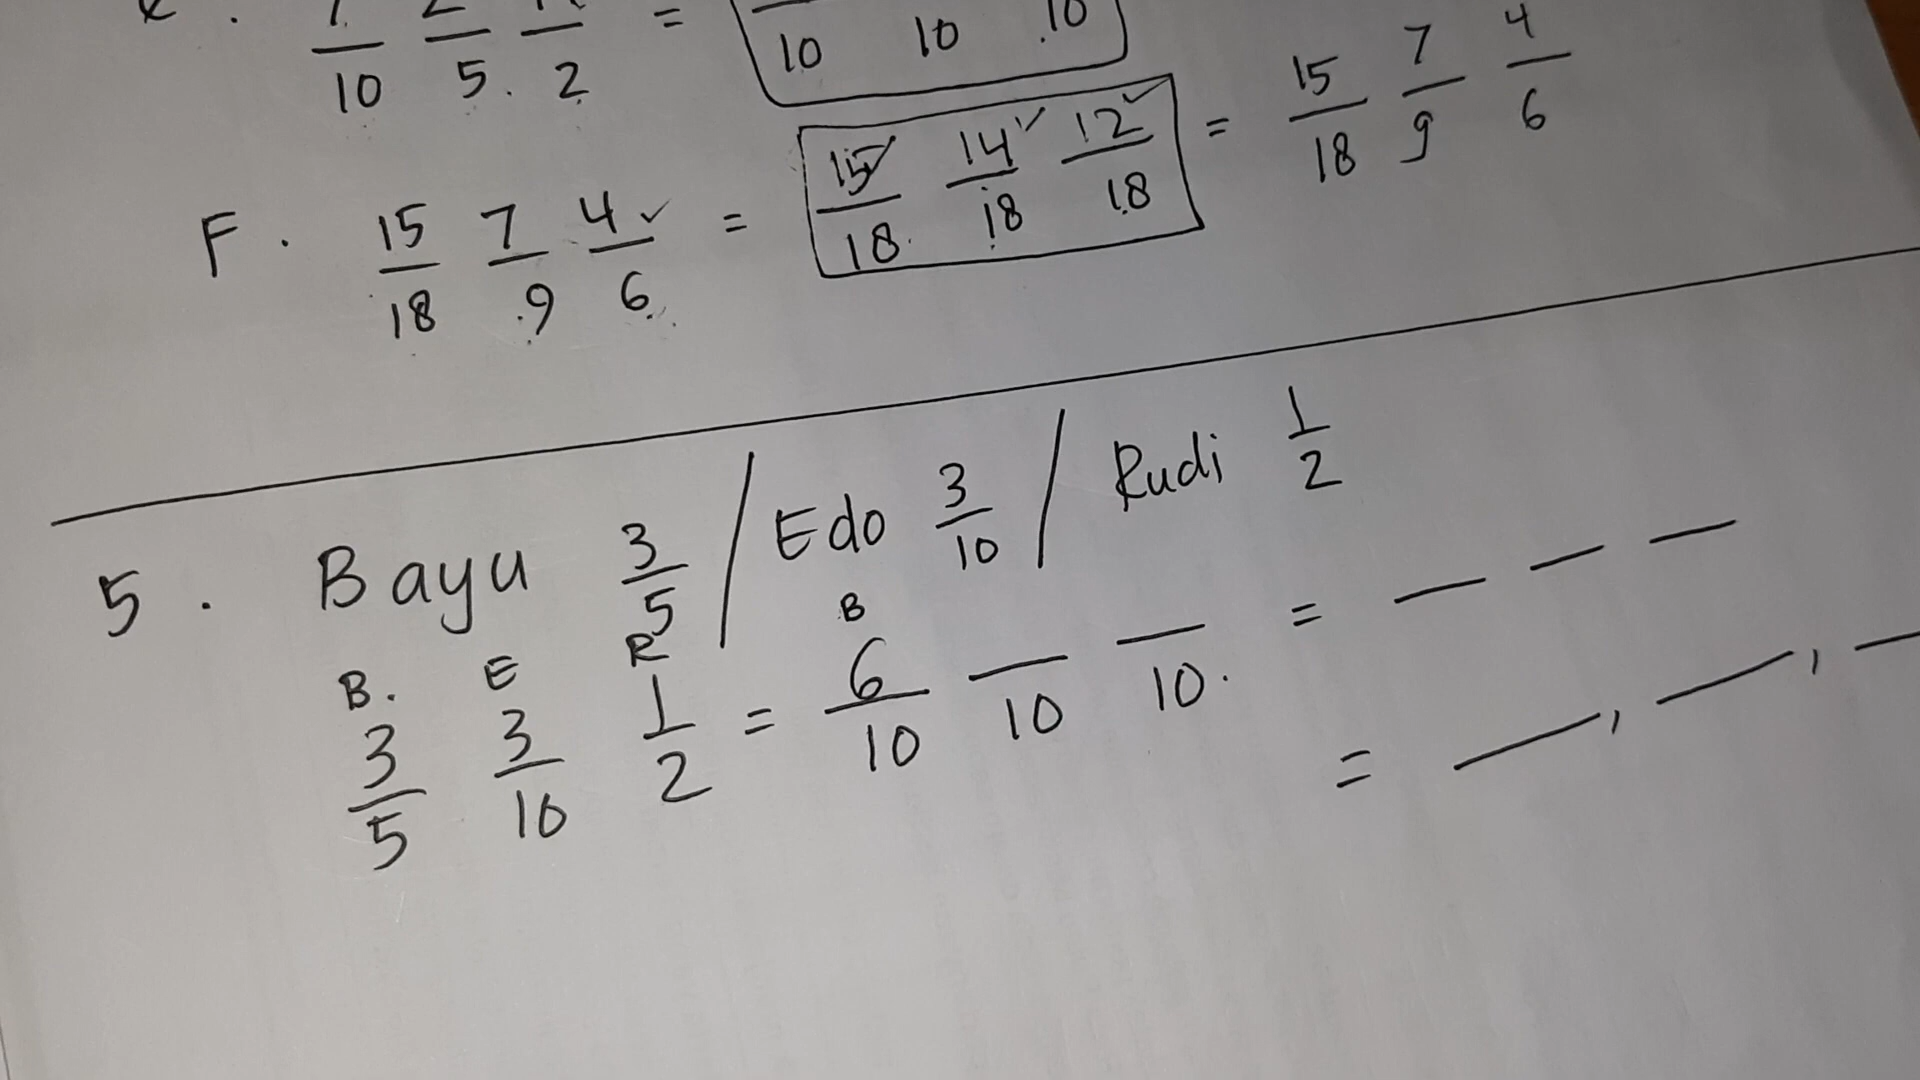 7/10 2/5. /2 = /10 /10 /10
F. 15/18 7/9 4/6 ✓ = 15/18 ✓ 14/18 ✓ 12/18 ✓ = 15/18 7/9 4/6
5. Bayu 3/5 / Edo 3/10 / Rudi 1/2
B. E R B
3/5 3/10 1/2 = 6/10 —/10 —/10. = — — —
= —, —, —